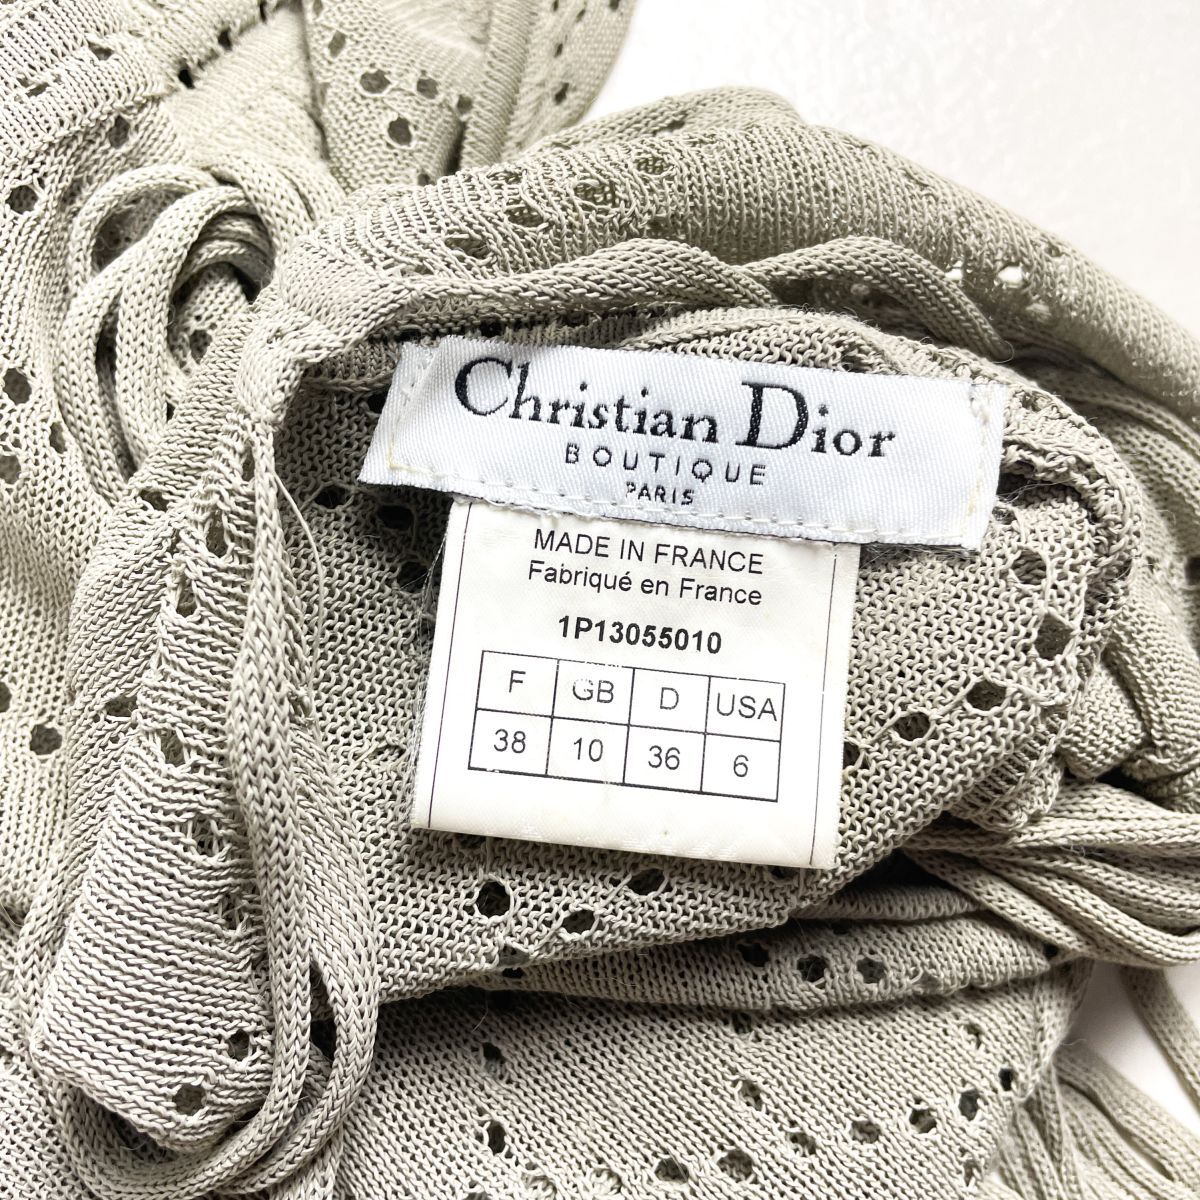 Christian Dior
BOUTIQUE
PARIS
MADE IN FRANCE
Fabriqué en France
1P13055010
F GB D USA
38 10 36 6